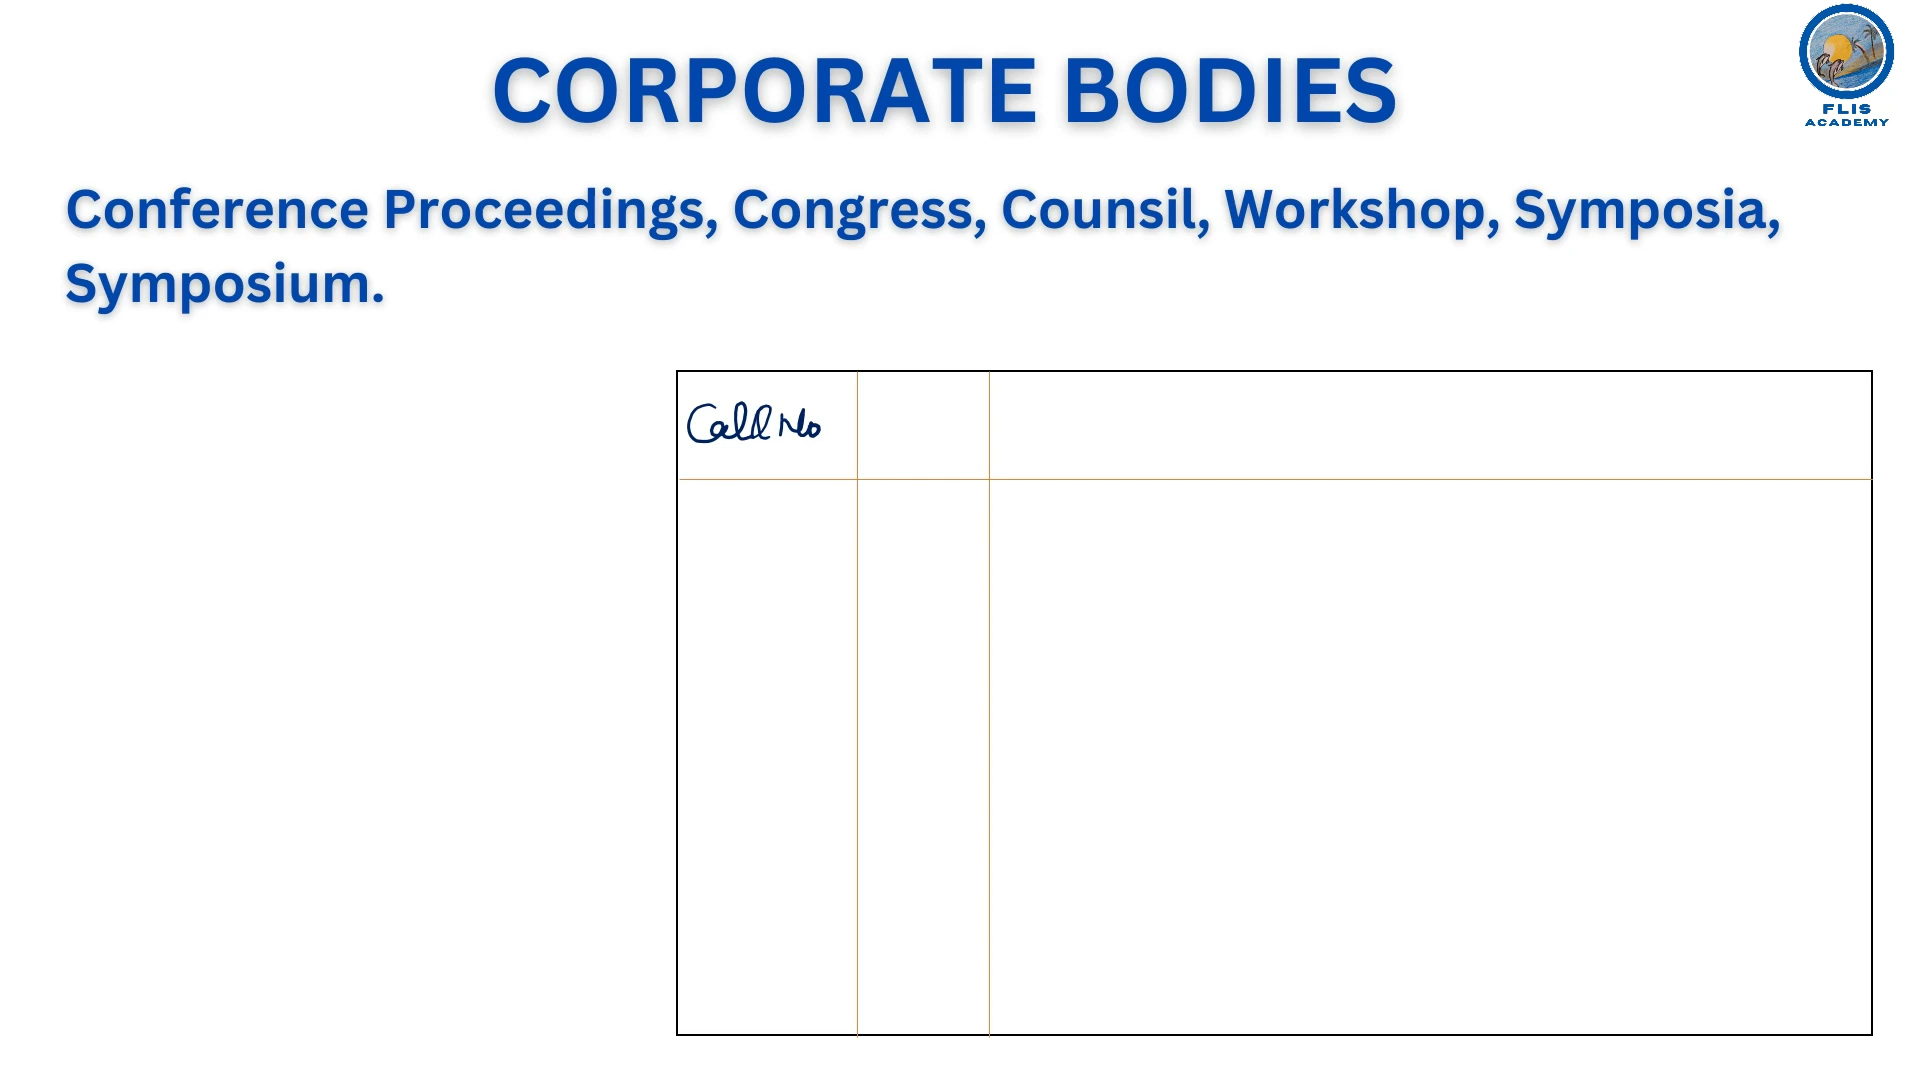 CORPORATE BODIES
FLIS
ACADEMY
Conference Proceedings, Congress, Counsil, Workshop, Symposia,
Symposium.
Call No